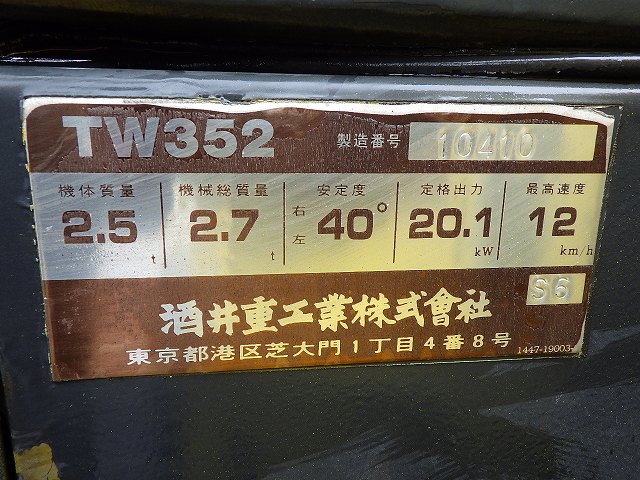 TW352 製造番号 10410
機体質量 機械総質量 安定度 定格出力 最高速度
2.5 t 2.7 t 右左 40° 20.1 kW 12 km/h
S6
酒井重工業株式會社
東京都港区芝大門1丁目4番8号 1447-19003-